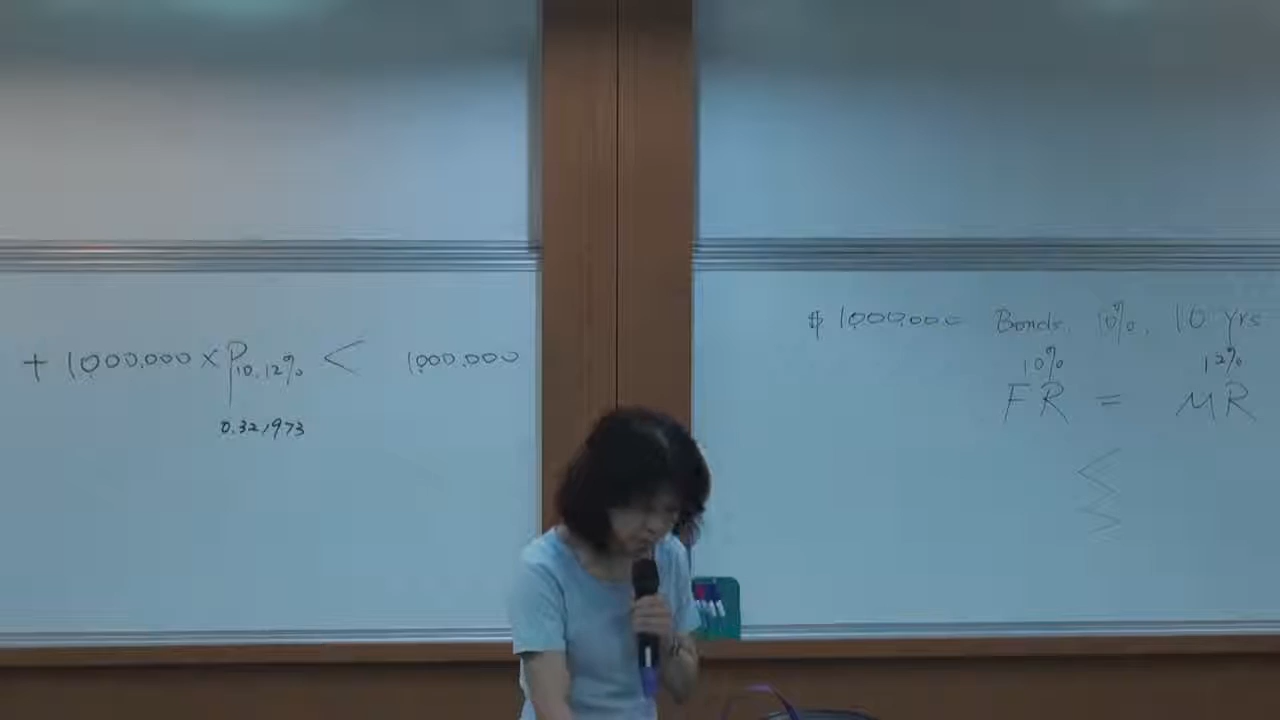 + 1000.000 × P10.12% < 1000.000
0.321973
$ 1000.000 Bonds. 10%. 10 yrs
10% 12%
FR = MR
<
>